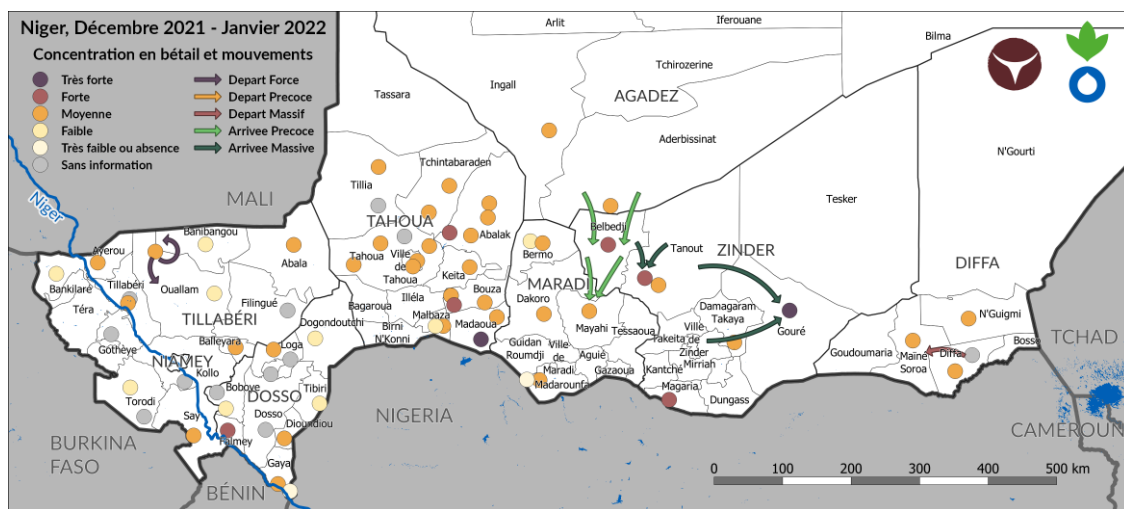 Niger, Décembre 2021 - Janvier 2022
Concentration en bétail et mouvements
Très forte
Forte
Moyenne
Faible
Très faible ou absence
Sans information
Depart Force
Depart Precoce
Depart Massif
Arrivee Precoce
Arrivee Massive
Arlit
Iferouane
Bilma
Tchirozerine
Ingall
Tassara
AGADEZ
Aderbissinat
N'Gourti
Tchintabaraden
Tillia
MALI
Niger
Tesker
TAHOUA
Abalak
Banibangou
Belbedji
Tanout
ZINDER
Ayerou
Abala
Bermo
DIFFA
Tahoua
Ville
de
Tahoua
Keita
Bankilaré
Tillabéri
Ouallam
MARADI
Dakoro
Téra
Filingué
Illéla
Bouza
N'Guigmi
TILLABÉRI
Bagaroua
Malbaza
Mayahi
Damagaram
Takaya
Gouré
Dogondoutchi
Birni
N'Konni
Madaoua
Tessaoua
Takeita
Ville
de
Zinder
Bosso
TCHAD
Gothèye
Balleyara
Loga
Guidan
Roumdji
Ville
de
Maradi
Aguié
Goudoumaria
Maïné
Soroa
Diffa
NIAMEY
Kollo
Gazaoua
Kantché
Mirriah
Madarounfa
Magaria
Dungass
Boboye
Tibiri
DOSSO
Torodi
Say
Dosso
Dioundiou
NIGERIA
Falmey
CAMEROUN
BURKINA
FASO
Gaya
BÉNIN
0 100 200 300 400 500 km